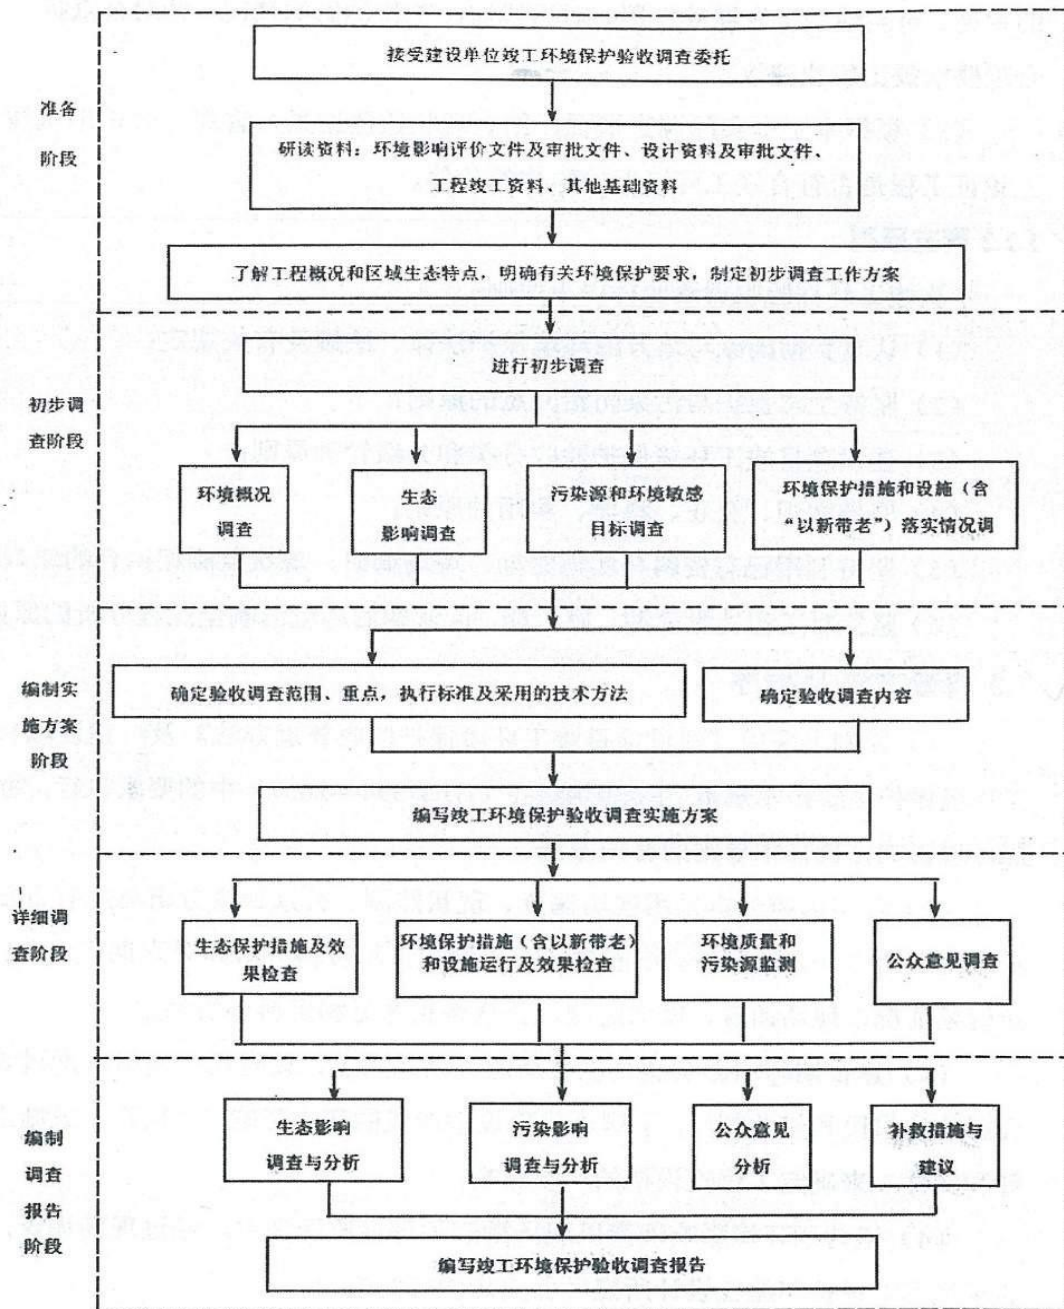 接受建设单位竣工环境保护验收调查委托
准备
阶段
研读资料：环境影响评价文件及审批文件、设计资料及审批文件、
工程竣工资料、其他基础资料
了解工程概况和区域生态特点，明确有关环境保护要求，制定初步调查工作方案
进行初步调查
初步调
查阶段
环境概况
调查
生态
影响调查
污染源和环境敏感
目标调查
环境保护措施和设施（含
“以新带老”）落实情况调
编制实
施方案
阶段
确定验收调查范围、重点，执行标准及采用的技术方法
确定验收调查内容
编写竣工环境保护验收调查实施方案
详细调
查阶段
生态保护措施及效
果检查
环境保护措施（含以新带老）
和设施运行及效果检查
环境质量和
污染源监测
公众意见调查
编制
调查
报告
阶段
生态影响
调查与分析
污染影响
调查与分析
公众意见
分析
补救措施与
建议
编写竣工环境保护验收调查报告